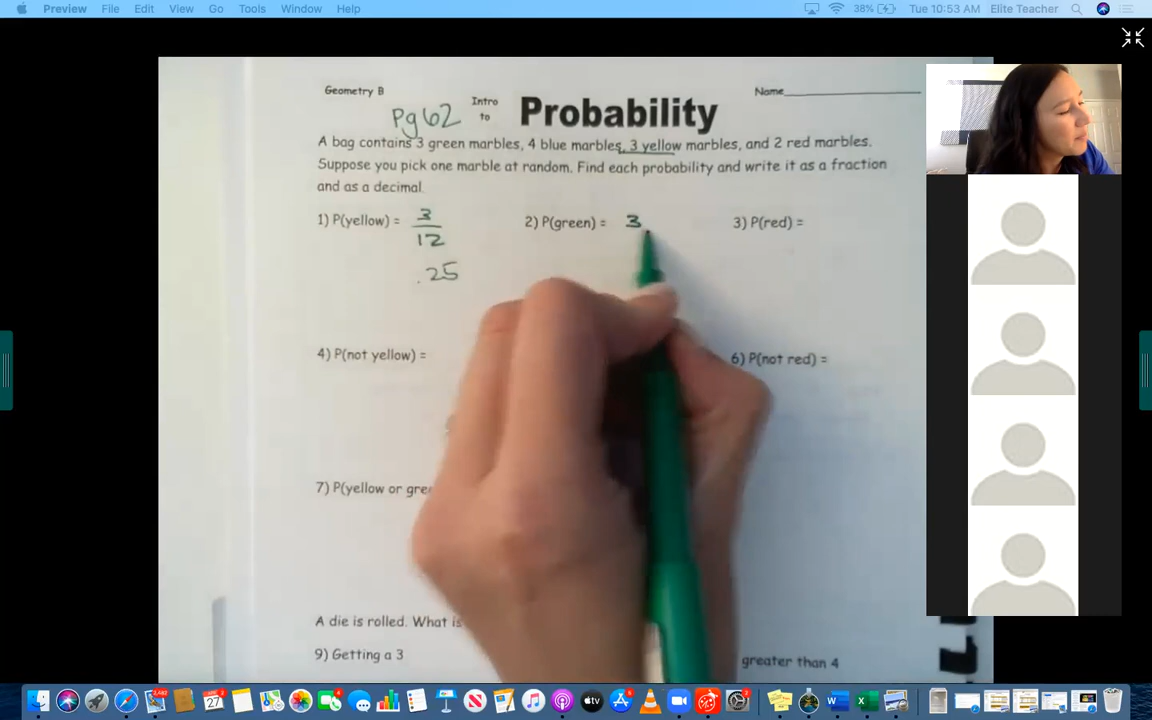 Preview File Edit View Go Tools Window Help
38% Tue 10:53 AM Elite Teacher
Geometry B
Name
Pg 62
Intro
to
Probability
A bag contains 3 green marbles, 4 blue marbles, 3 yellow marbles, and 2 red marbles.
Suppose you pick one marble at random. Find each probability and write it as a fraction
and as a decimal.
1) P(yellow) = 3/12
2) P(green) = 3
3) P(red) =
.25
4) P(not yellow) =
6) P(not red) =
7) P(yellow or gre
A die is rolled. What is
9) Getting a 3
greater than 4
27